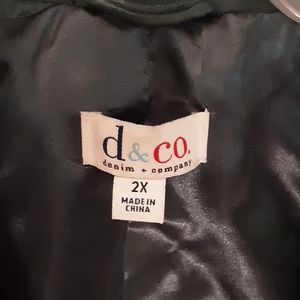 d&co.
denim + company
2X
MADE IN
CHINA